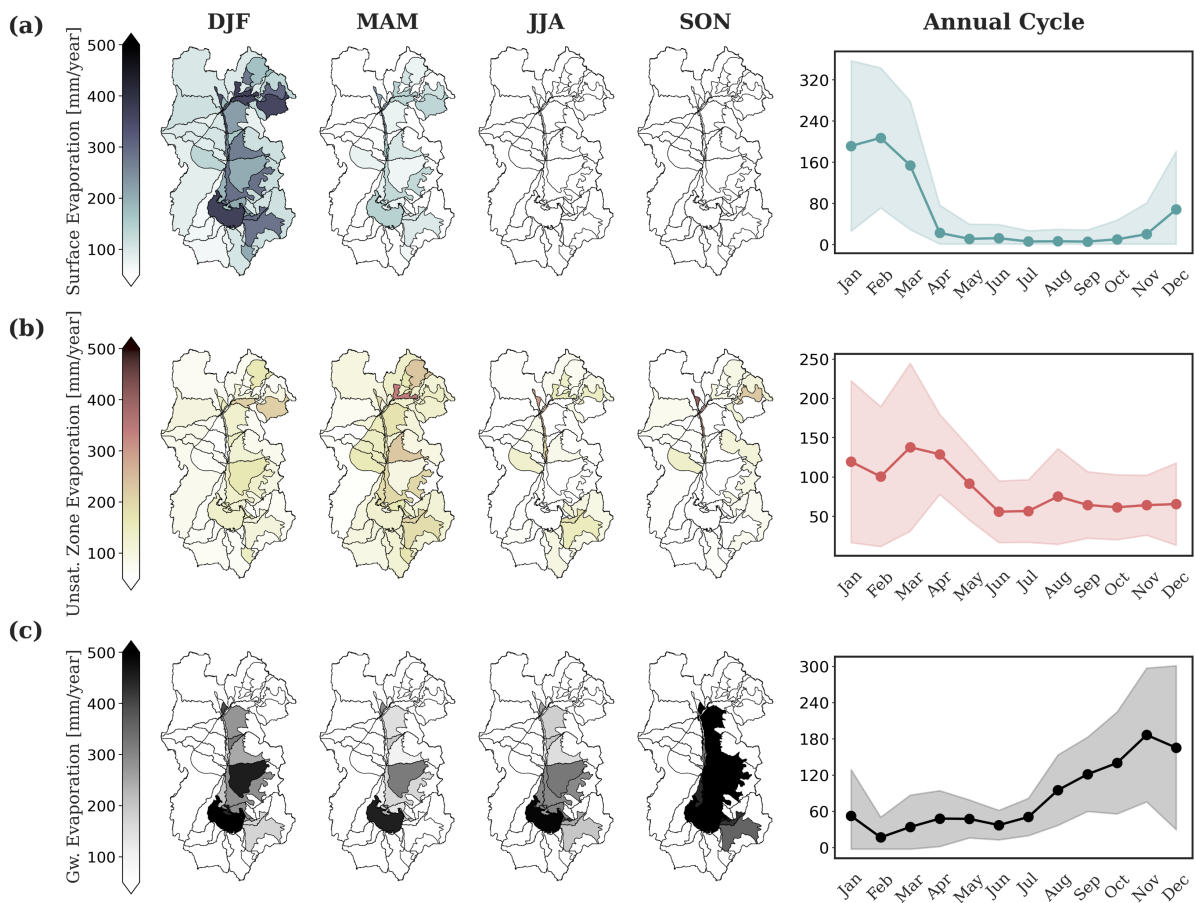 (a)
DJF
MAM
JJA
SON
Annual Cycle
Surface Evaporation [mm/year]
500
400
300
200
100
320
240
160
80
0
Jan
Feb
Mar
Apr
May
Jun
Jul
Aug
Sep
Oct
Nov
Dec
(b)
Unsat. Zone Evaporation [mm/year]
500
400
300
200
100
250
200
150
100
50
Jan
Feb
Mar
Apr
May
Jun
Jul
Aug
Sep
Oct
Nov
Dec
(c)
Gw. Evaporation [mm/year]
500
400
300
200
100
300
240
180
120
60
0
Jan
Feb
Mar
Apr
May
Jun
Jul
Aug
Sep
Oct
Nov
Dec